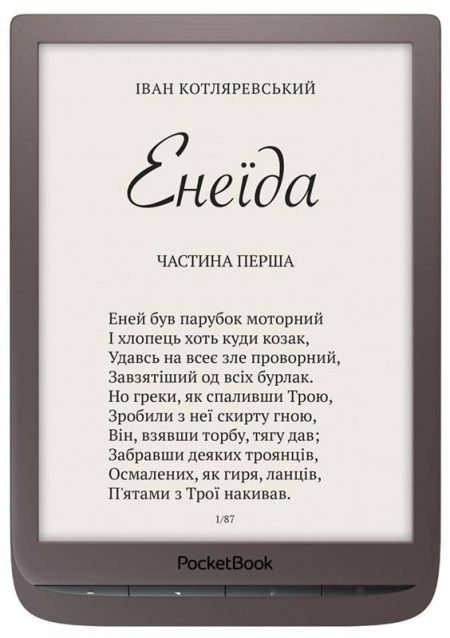 ІВАН КОТЛЯРЕВСЬКИЙ
Енеїда
ЧАСТИНА ПЕРША
Еней був парубок моторний
І хлопець хоть куди козак,
Удавсь на всеє зле проворний,
Завзятіший од всіх бурлак.
Но греки, як спаливши Трою,
Зробили з неї скирту гною,
Він, взявши торбу, тягу дав;
Забравши деяких троянців,
Осмалених, як гиря, ланців,
П'ятами з Трої накивав.
1/87
PocketBook